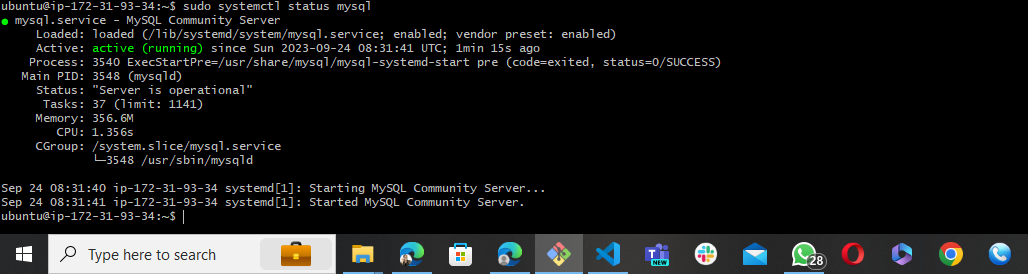 ubuntu@ip-172-31-93-34:~$ sudo systemctl status mysql
● mysql.service - MySQL Community Server
Loaded: loaded (/lib/systemd/system/mysql.service; enabled; vendor preset: enabled)
Active: active (running) since Sun 2023-09-24 08:31:41 UTC; 1min 15s ago
Process: 3540 ExecStartPre=/usr/share/mysql/mysql-systemd-start pre (code=exited, status=0/SUCCESS)
Main PID: 3548 (mysqld)
Status: "Server is operational"
Tasks: 37 (limit: 1141)
Memory: 356.6M
CPU: 1.356s
CGroup: /system.slice/mysql.service
└─3548 /usr/sbin/mysqld
Sep 24 08:31:40 ip-172-31-93-34 systemd[1]: Starting MySQL Community Server...
Sep 24 08:31:41 ip-172-31-93-34 systemd[1]: Started MySQL Community Server.
ubuntu@ip-172-31-93-34:~$
Type here to search
NEW
28